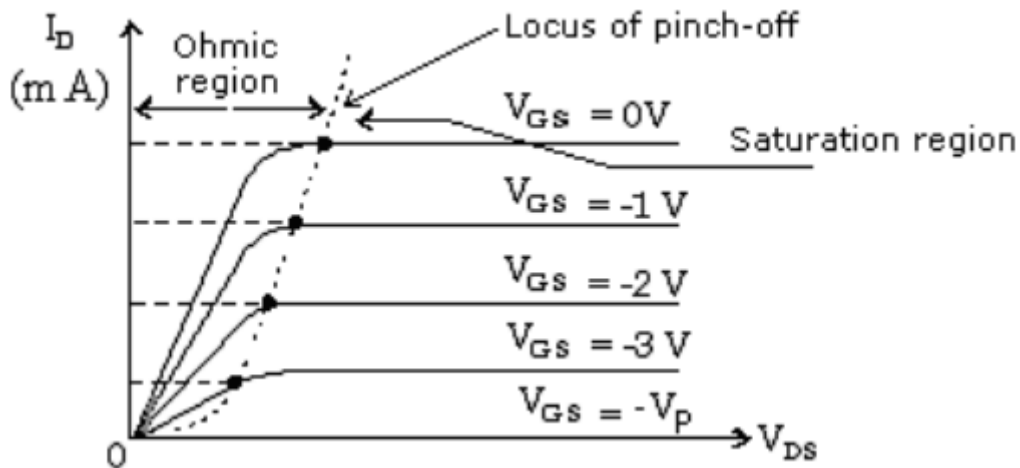 I_D
(mA)
Ohmic
region
Locus of pinch-off
V_GS = 0V
Saturation region
V_GS = -1 V
V_GS = -2 V
V_GS = -3 V
V_GS = -V_P
0
V_DS